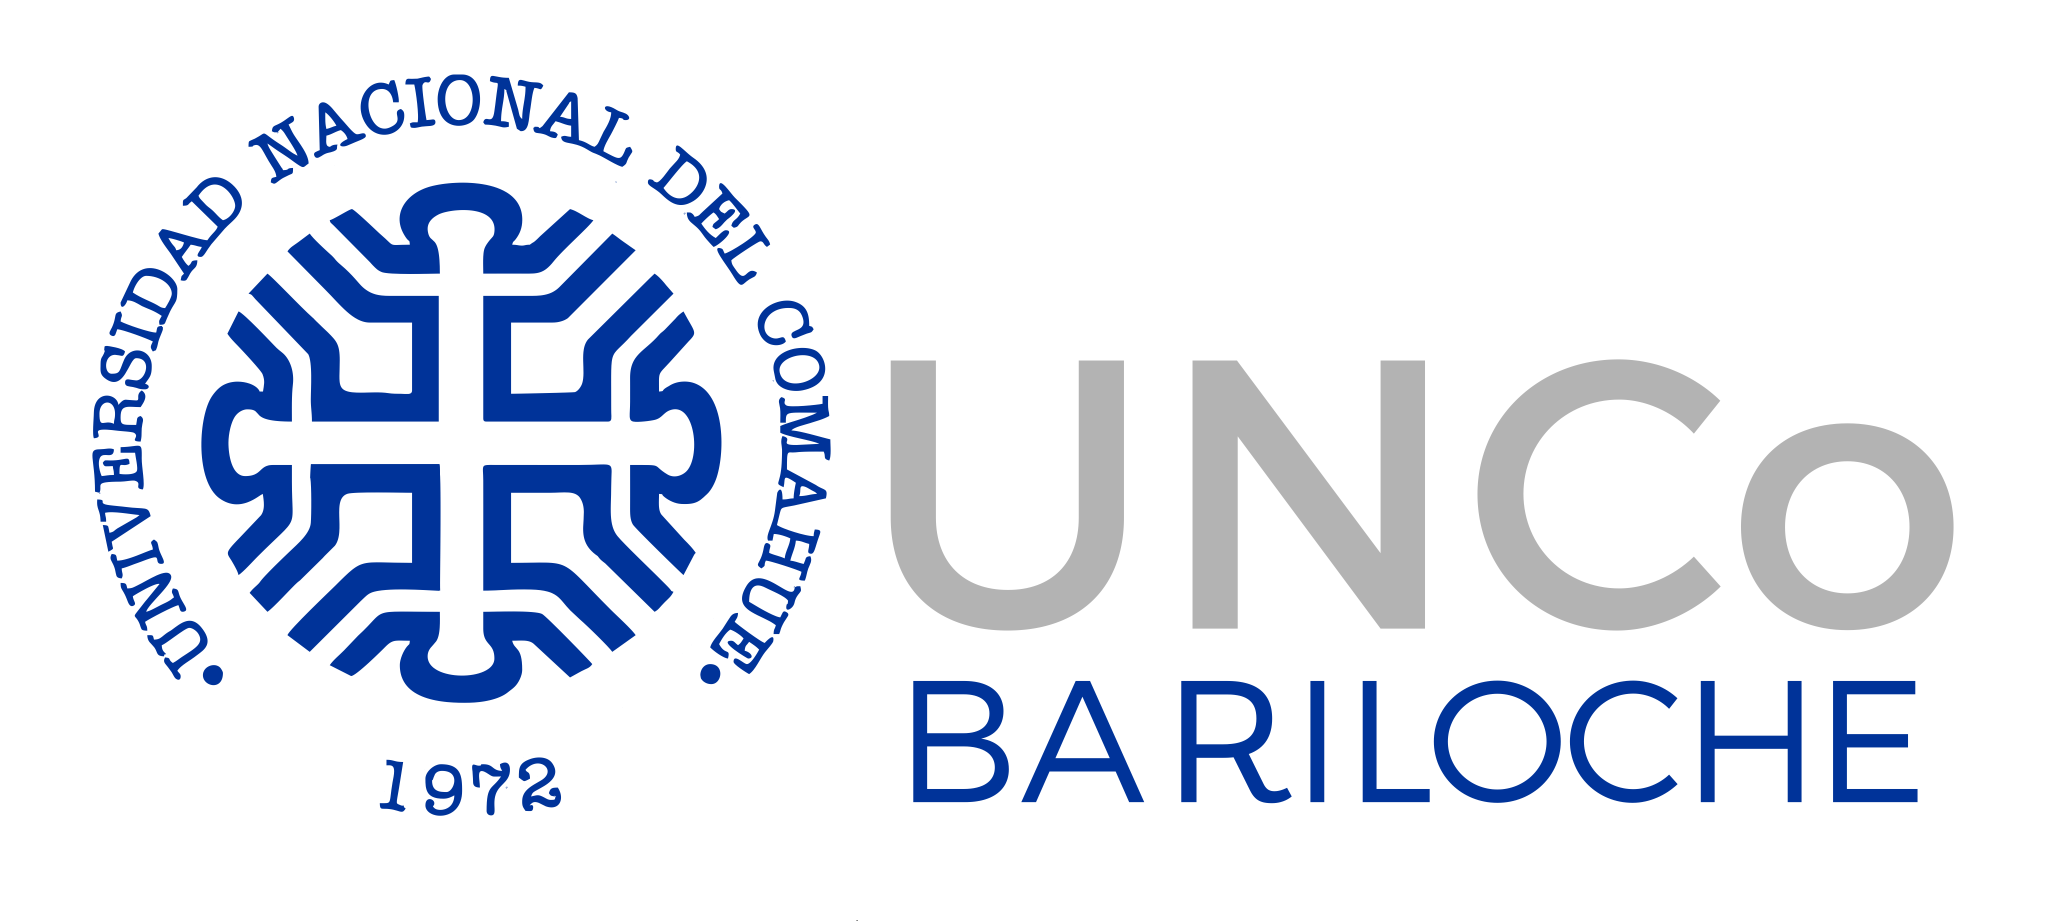 ·UNIVERSIDAD NACIONAL DEL COMAHUE·
1972
UNCo
BARILOCHE